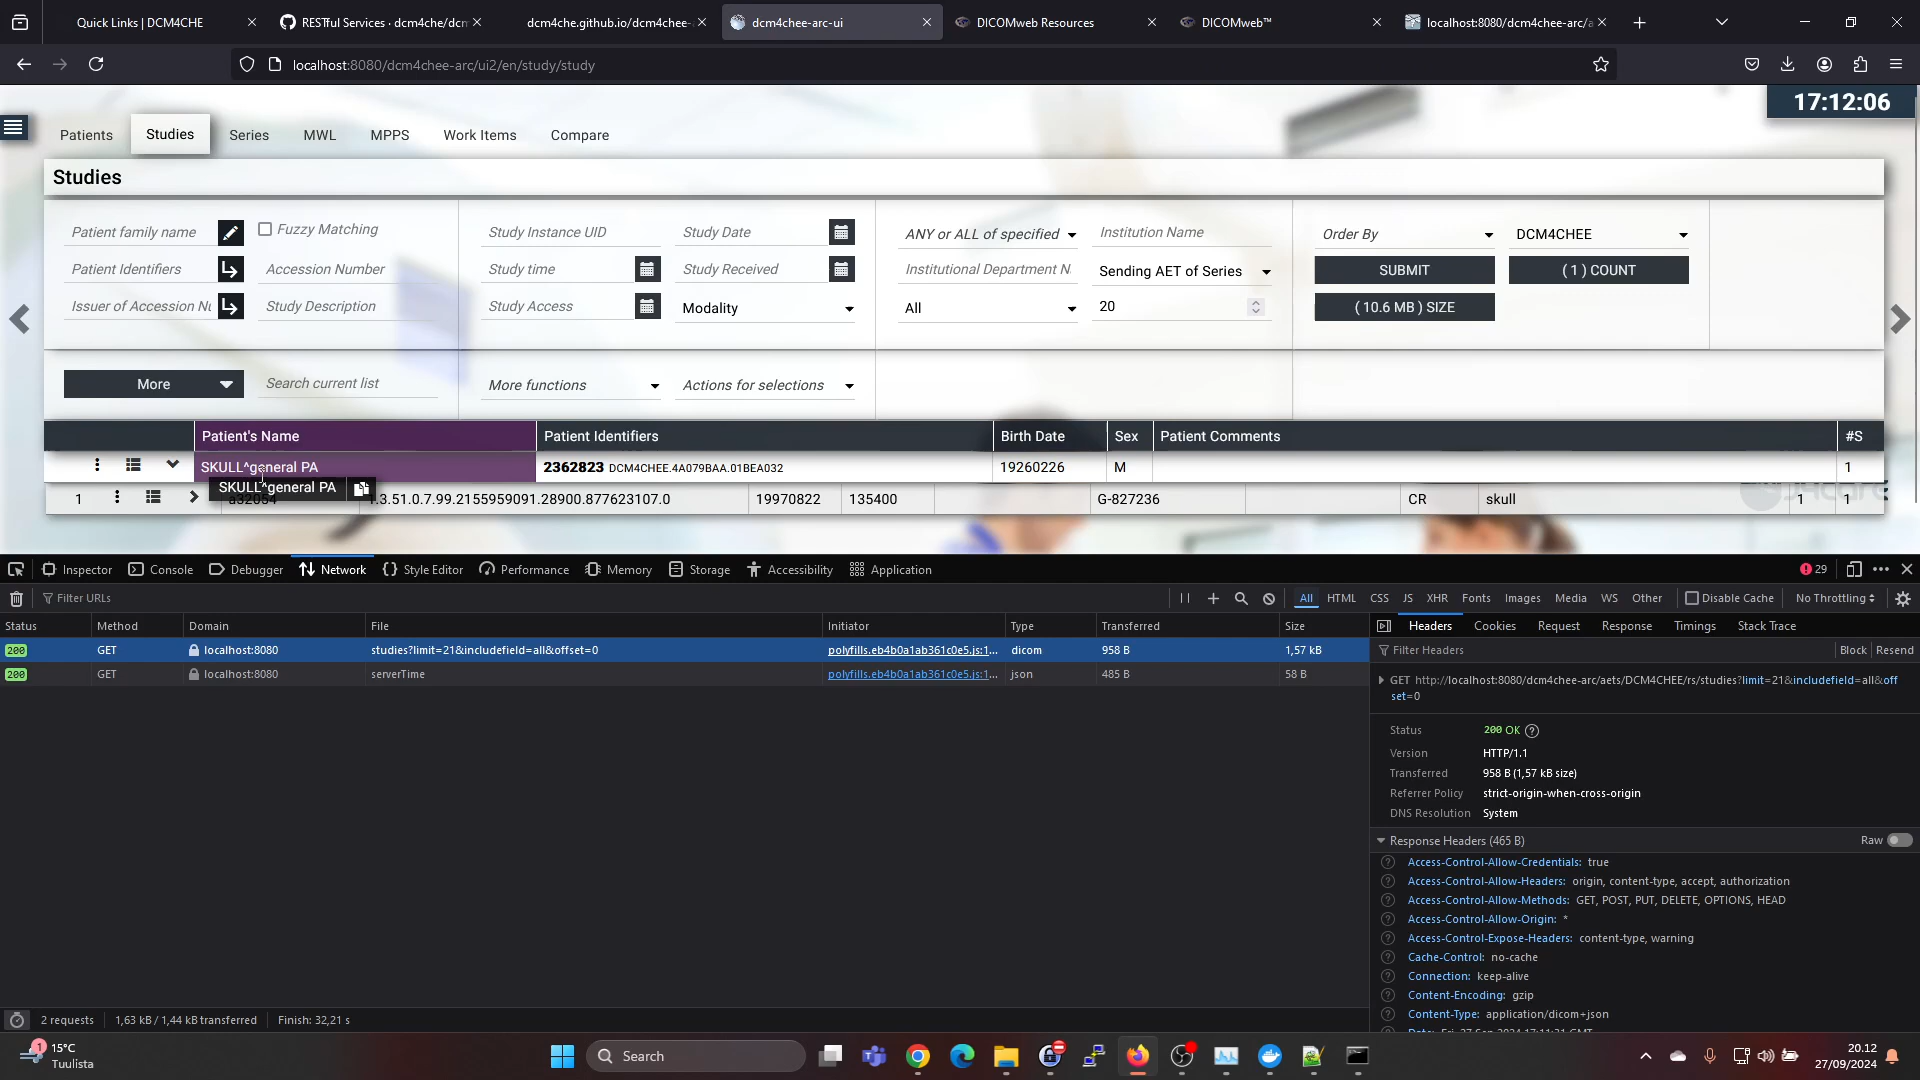 Quick Links | DCM4CHE
RESTful Services · dcm4che/dcm
dcm4che.github.io/dcm4chee-
dcm4chee-arc-ui
DICOMweb Resources
DICOMweb™
localhost:8080/dcm4chee-arc/a
localhost:8080/dcm4chee-arc/ui2/en/study/study
17:12:06
Patients
Studies
Series
MWL
MPPS
Work Items
Compare
Studies
Patient family name
Fuzzy Matching
Study Instance UID
Study Date
ANY or ALL of specified
Institution Name
Order By
DCM4CHEE
Patient Identifiers
Accession Number
Study time
Study Received
Institutional Department N
Sending AET of Series
SUBMIT
( 1 ) COUNT
Issuer of Accession Nu
Study Description
Study Access
Modality
All
20
( 10.6 MB ) SIZE
More
Search current list
More functions
Actions for selections
Patient's Name
Patient Identifiers
Birth Date
Sex
Patient Comments
#S
SKULL^general PA
2362823 DCM4CHEE.4A079BAA.01BEA032
19260226
M
1
SKULL^general PA
1
a32054
1.3.51.0.7.99.2155959091.28900.877623107.0
19970822
135400
G-827236
CR
skull
1
1
Inspector
Console
Debugger
Network
Style Editor
Performance
Memory
Storage
Accessibility
Application
29
Filter URLs
All
HTML
CSS
JS
XHR
Fonts
Images
Media
WS
Other
Disable Cache
No Throttling
Status
Method
Domain
File
Initiator
Type
Transferred
Size
200
GET
localhost:8080
studies?limit=21&includefield=all&offset=0
polyfills.eb4b0a1ab361c0e5.js:1...
dicom
958 B
1,57 kB
200
GET
localhost:8080
serverTime
polyfills.eb4b0a1ab361c0e5.js:1...
json
485 B
58 B
Headers
Cookies
Request
Response
Timings
Stack Trace
Filter Headers
Block
Resend
GET http://localhost:8080/dcm4chee-arc/aets/DCM4CHEE/rs/studies?limit=21&includefield=all&off
set=0
Status
200 OK
Version
HTTP/1.1
Transferred
958 B (1,57 kB size)
Referrer Policy
strict-origin-when-cross-origin
DNS Resolution
System
Response Headers (465 B)
Raw
Access-Control-Allow-Credentials: true
Access-Control-Allow-Headers: origin, content-type, accept, authorization
Access-Control-Allow-Methods: GET, POST, PUT, DELETE, OPTIONS, HEAD
Access-Control-Allow-Origin: *
Access-Control-Expose-Headers: content-type, warning
Cache-Control: no-cache
Connection: keep-alive
Content-Encoding: gzip
Content-Type: application/dicom+json
2 requests
1,63 kB / 1,44 kB transferred
Finish: 32,21 s
1
15°C
Tuulista
Search
20.12
27/09/2024